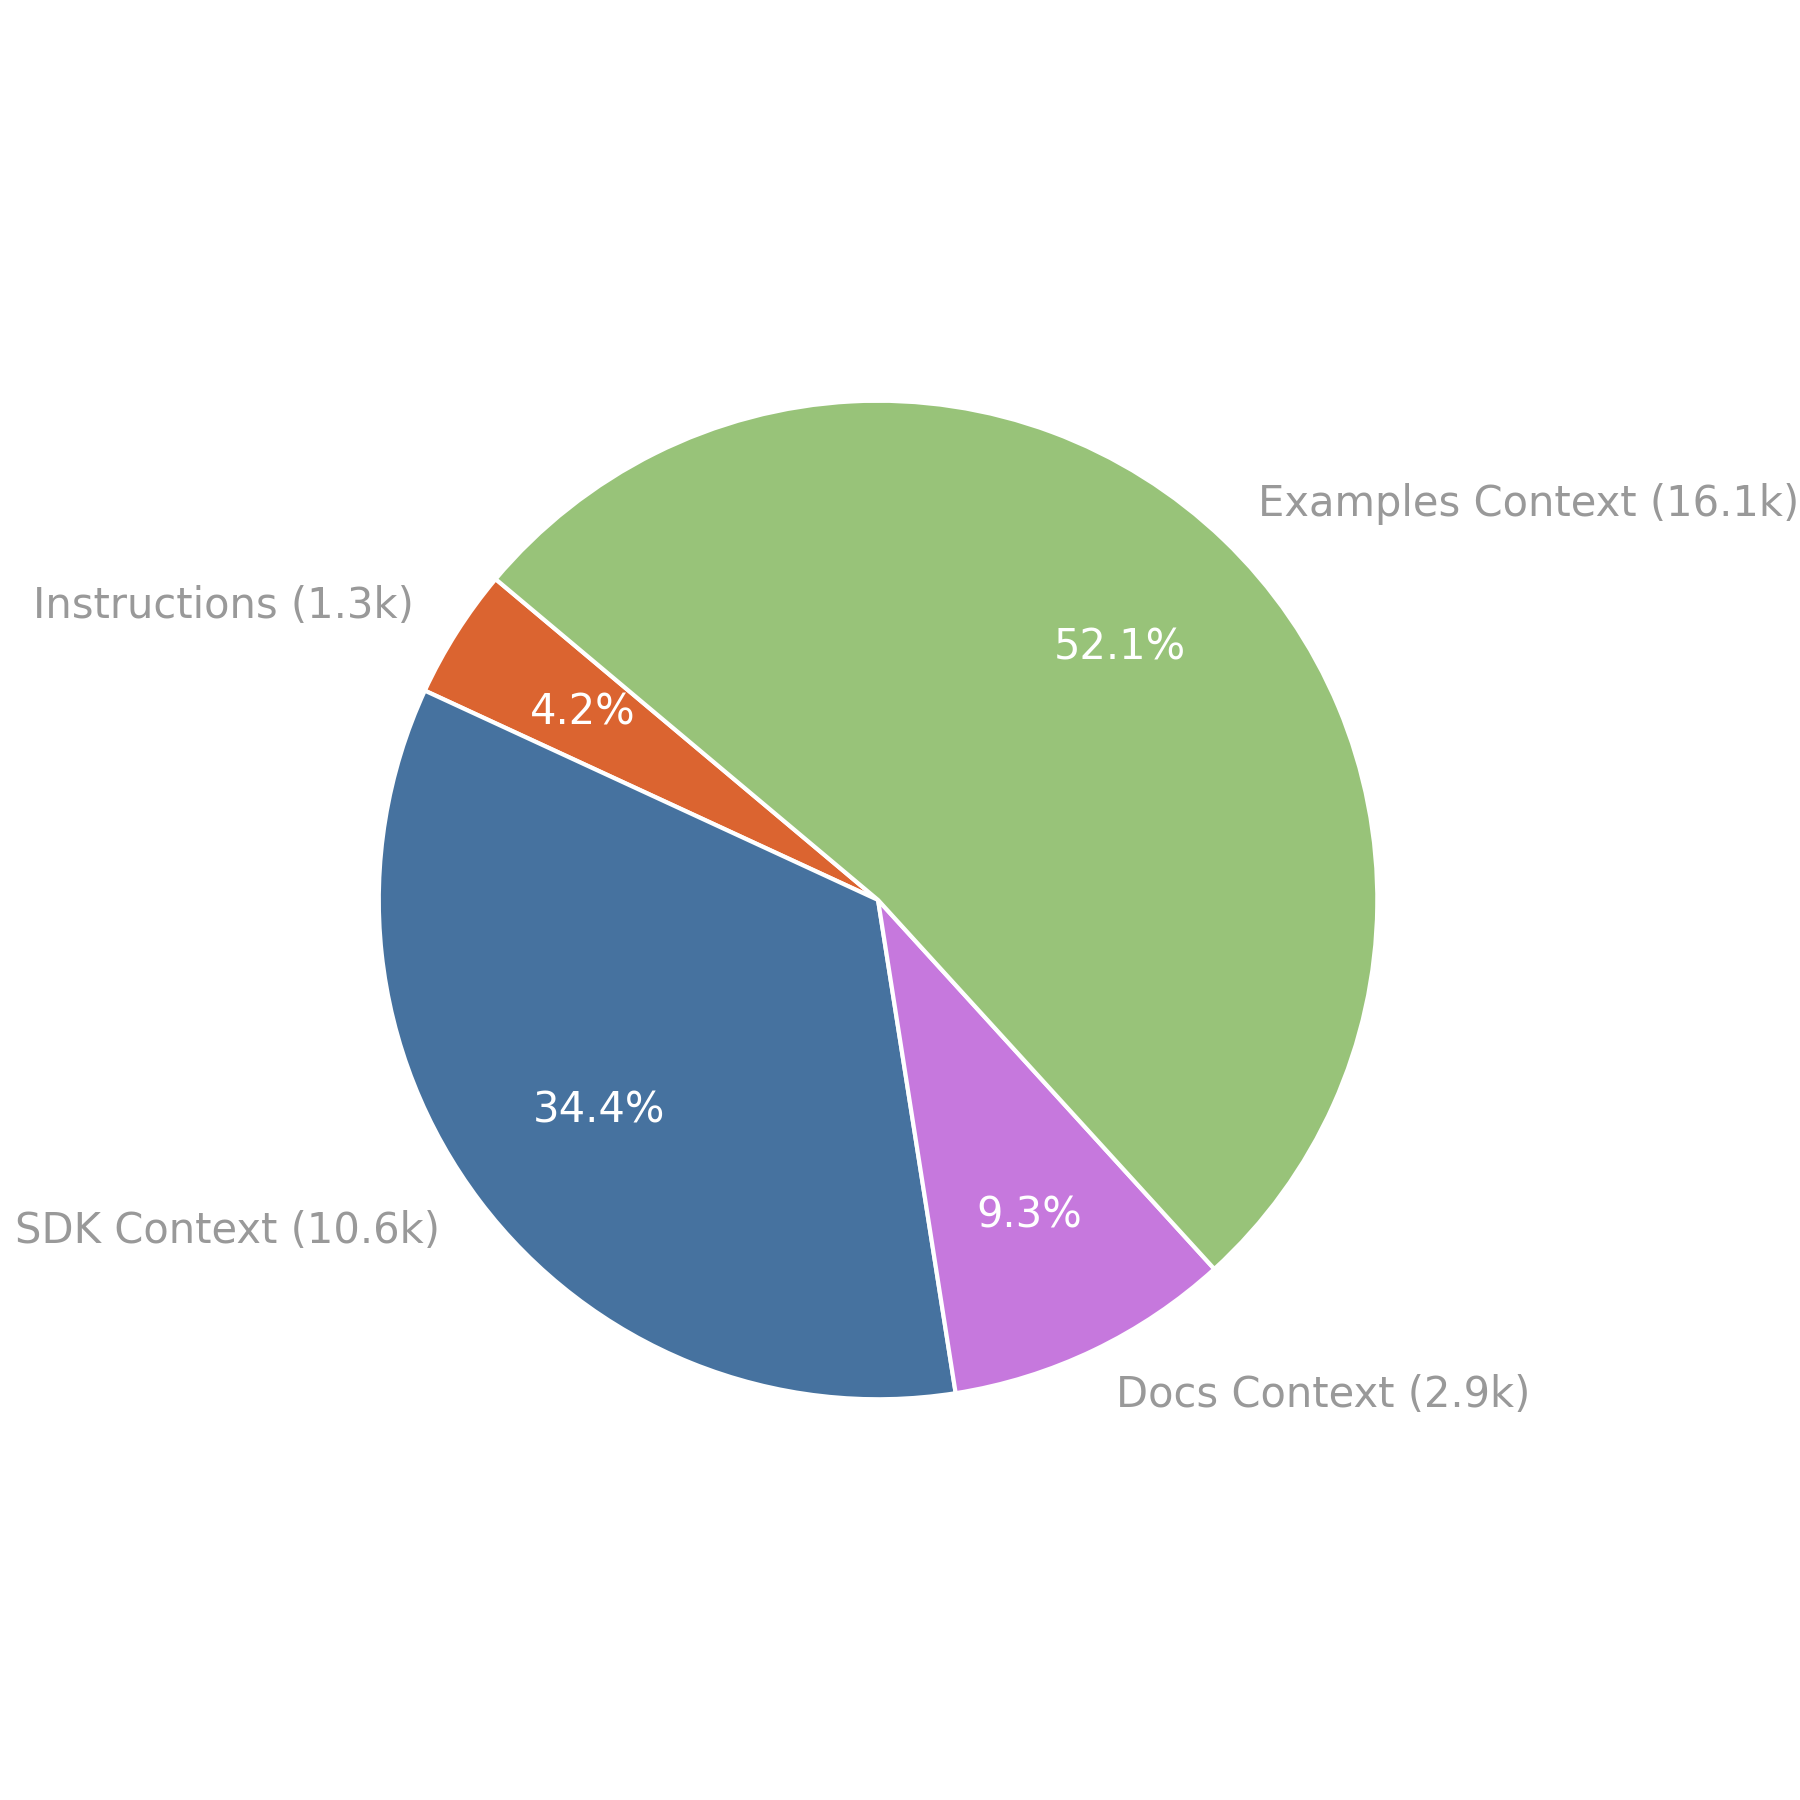 Examples Context (16.1k)
52.1%
Instructions (1.3k)
4.2%
34.4%
SDK Context (10.6k)
9.3%
Docs Context (2.9k)